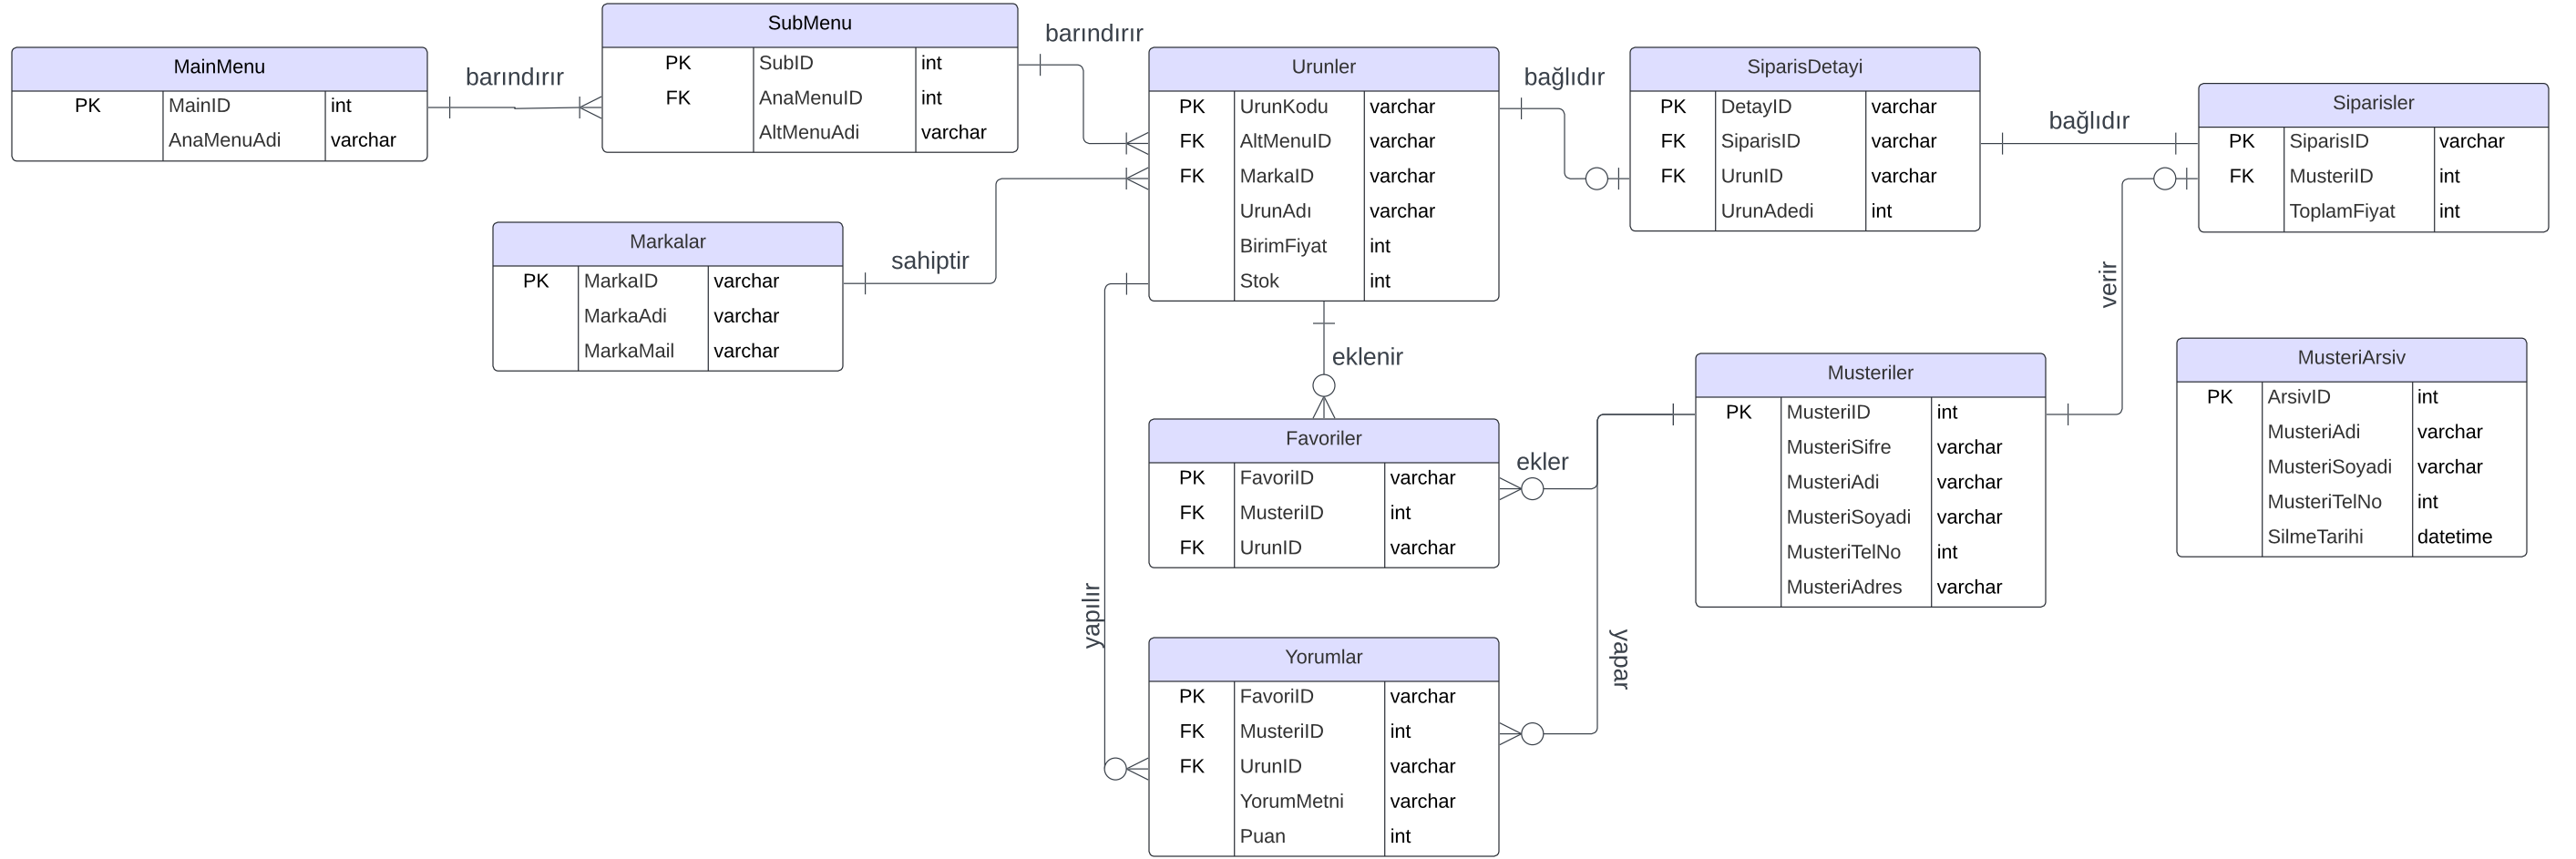 MainMenu
PK MainID int
AnaMenuAdi varchar
barındırır
SubMenu
PK SubID int
FK AnaMenuID int
AltMenuAdi varchar
barındırır
Markalar
PK MarkaID varchar
MarkaAdi varchar
MarkaMail varchar
sahiptir
Urunler
PK UrunKodu varchar
FK AltMenuID varchar
FK MarkaID varchar
UrunAdı varchar
BirimFiyat int
Stok int
bağlıdır
SiparisDetayi
PK DetayID varchar
FK SiparisID varchar
FK UrunID varchar
UrunAdedi int
bağlıdır
Siparisler
PK SiparisID varchar
FK MusteriID int
ToplamFiyat int
verir
eklenir
Favoriler
PK FavoriID varchar
FK MusteriID int
FK UrunID varchar
ekler
Musteriler
PK MusteriID int
MusteriSifre varchar
MusteriAdi varchar
MusteriSoyadi varchar
MusteriTelNo int
MusteriAdres varchar
MusteriArsiv
PK ArsivID int
MusteriAdi varchar
MusteriSoyadi varchar
MusteriTelNo int
SilmeTarihi datetime
yapılır
yapar
Yorumlar
PK FavoriID varchar
FK MusteriID int
FK UrunID varchar
YorumMetni varchar
Puan int